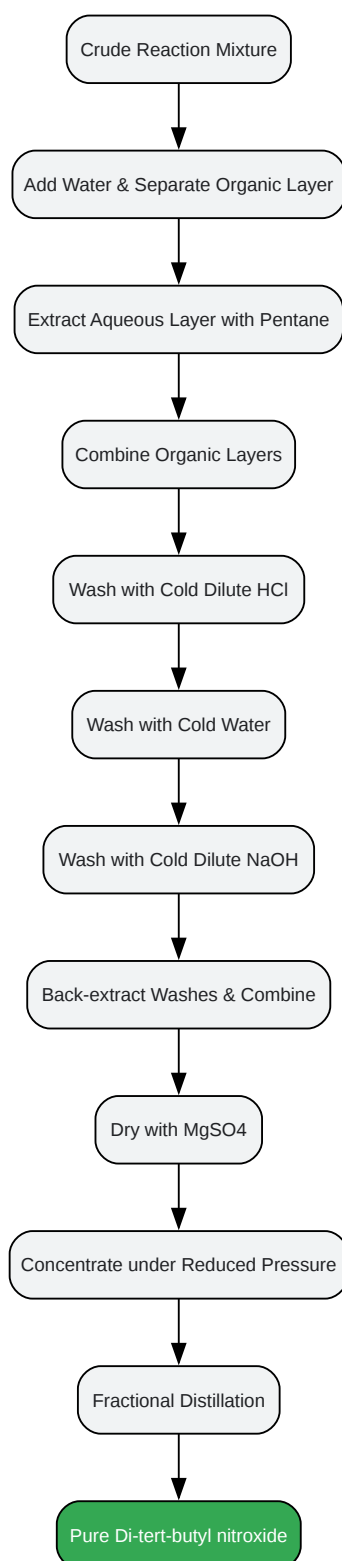 Crude Reaction Mixture
Add Water & Separate Organic Layer
Extract Aqueous Layer with Pentane
Combine Organic Layers
Wash with Cold Dilute HCl
Wash with Cold Water
Wash with Cold Dilute NaOH
Back-extract Washes & Combine
Dry with MgSO4
Concentrate under Reduced Pressure
Fractional Distillation
Pure Di-tert-butyl nitroxide